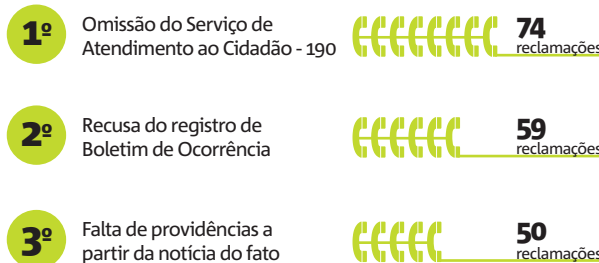 1º
Omissão do Serviço de
Atendimento ao Cidadão - 190
74
reclamações
2º
Recusa do registro de
Boletim de Ocorrência
59
reclamações
3º
Falta de providências a
partir da notícia do fato
50
reclamações